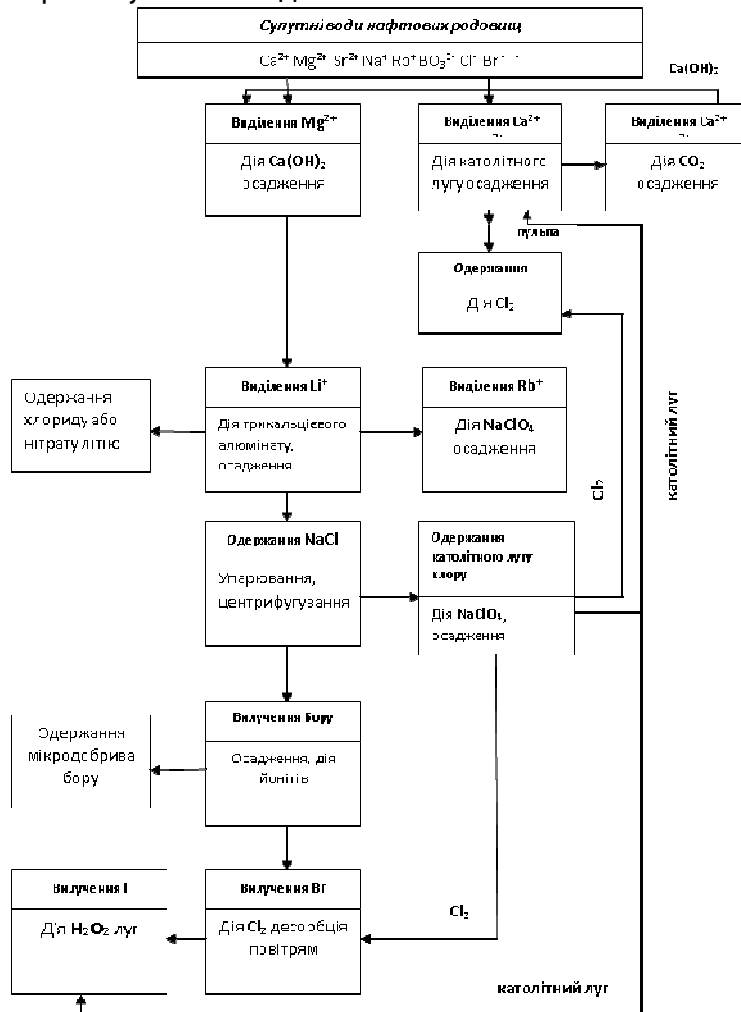 Супутні води нафтових родовищ
Ca²⁺ Mg²⁺ Sr²⁺ Na⁺ Rb⁺ BO₃³⁻ Cl⁻ Br⁻ I⁻
Ca(OH)₂
Виділення Mg²⁺
Дія Ca(OH)₂
осадження
Виділення Ca²⁺
Дія католітного
лугу осадження
Виділення Ca²⁺
Дія CO₂
осадження
пульпа
Одержання
Дія Cl₂
Одержання
хлориду або
нітрату літію
Виділення Li⁺
Дія трикальцієвого
алюмінату,
осадження
Виділення Rb⁺
Дія NaClO₄
осадження
Cl₂
католітний луг
Одержання NaCl
Упарювання,
центрифугування
Одержання
католітного лугу
хлору
Дія NaClO₄,
осадження
Одержання
мікродобрива
бору
Вилучення Бору
Осадження, дія
йонітів
Вилучення I
Дія H₂O₂ луг
Вилучення Br
Дія Cl₂ десорбція
повітрям
Cl₂
католітний луг